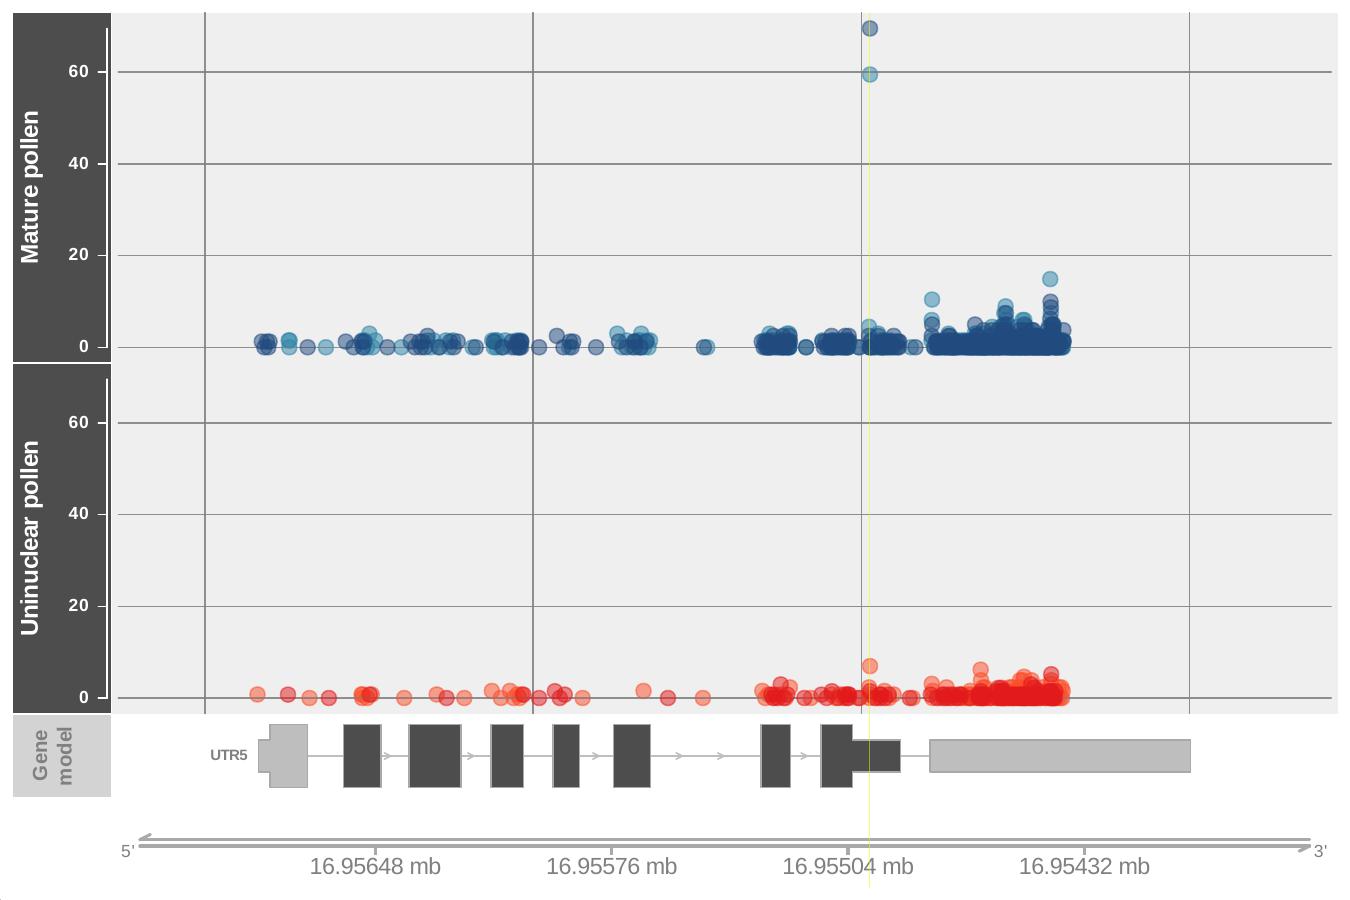 Mature pollen
60
40
20
0
Uninuclear pollen
60
40
20
0
Gene
model
UTR5
5'
3'
16.95648 mb
16.95576 mb
16.95504 mb
16.95432 mb